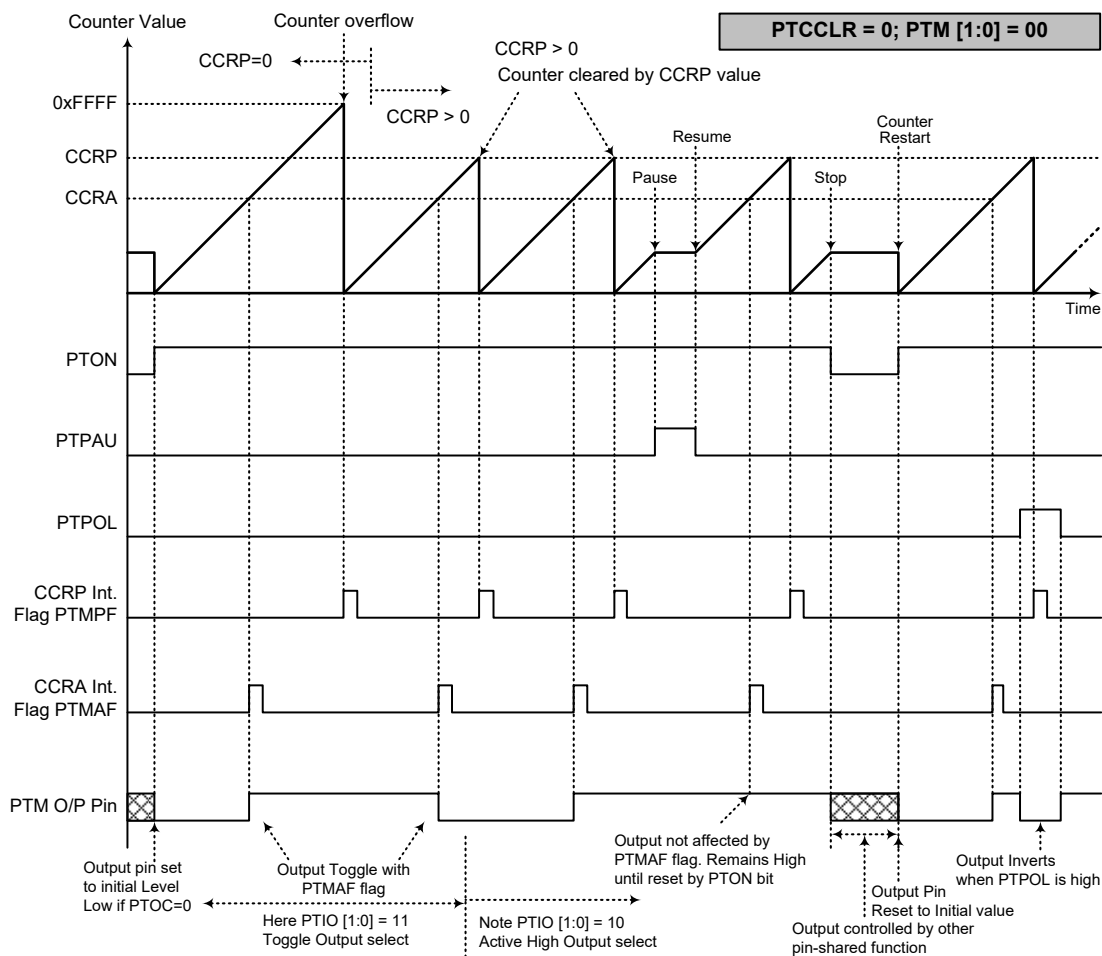 Counter Value
Counter overflow
PTCCLR = 0; PTM [1:0] = 00
CCRP=0
CCRP > 0
CCRP > 0
Counter cleared by CCRP value
0xFFFF
CCRP
CCRA
Pause
Resume
Stop
Counter
Restart
Time
PTON
PTPAU
PTPOL
CCRP Int.
Flag PTMPF
CCRA Int.
Flag PTMAF
PTM O/P Pin
Output pin set
to initial Level
Low if PTOC=0
Output Toggle with
PTMAF flag
Here PTIO [1:0] = 11
Toggle Output select
Note PTIO [1:0] = 10
Active High Output select
Output not affected by
PTMAF flag. Remains High
until reset by PTON bit
Output Inverts
when PTPOL is high
Output Pin
Reset to Initial value
Output controlled by other
pin-shared function